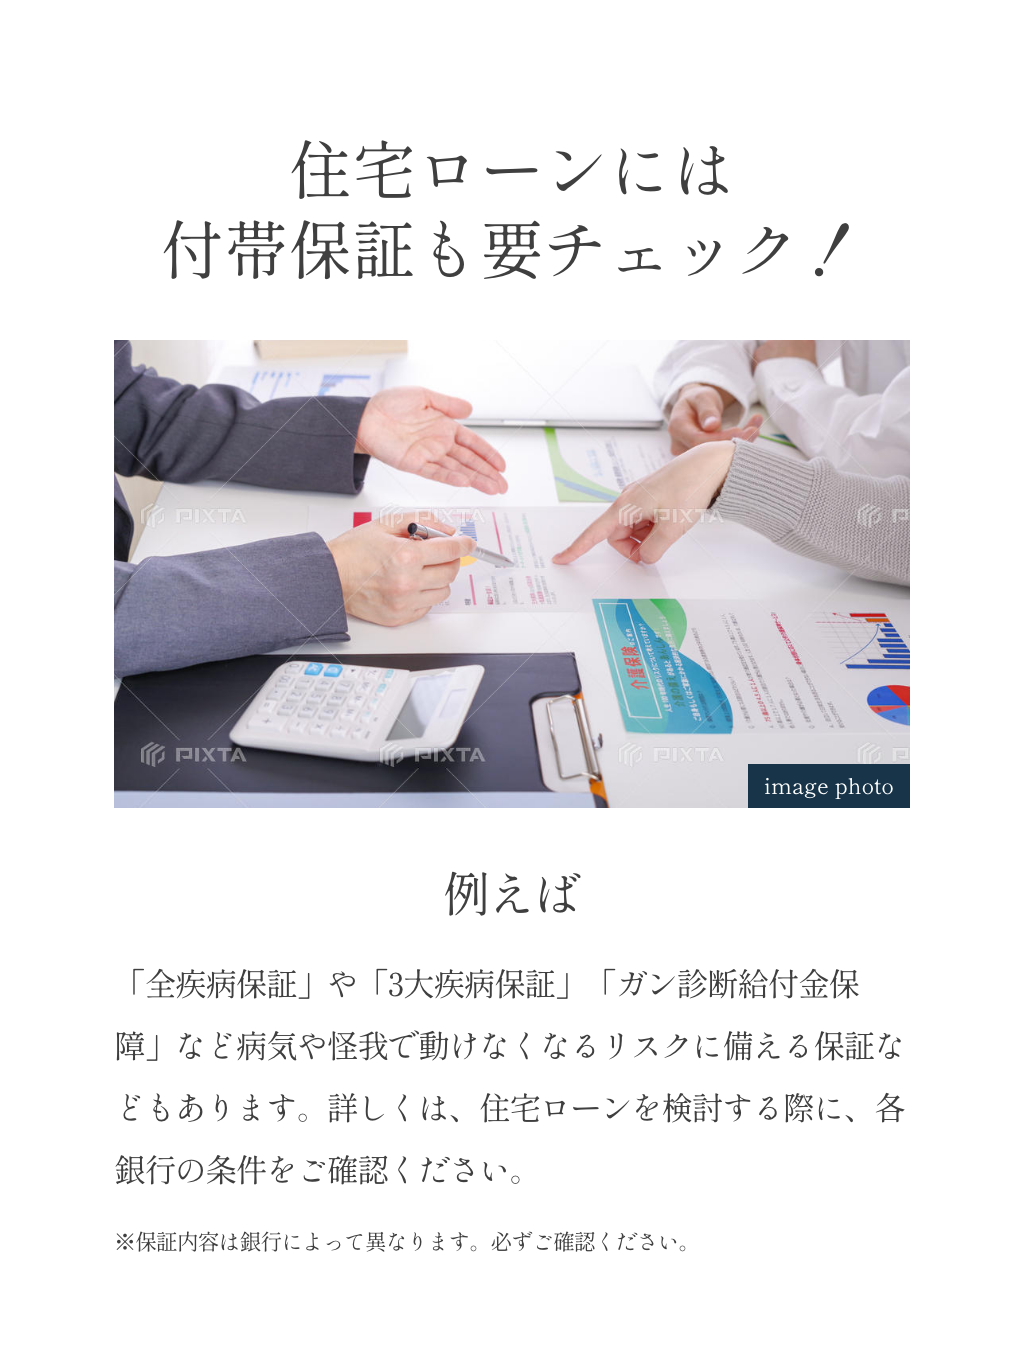 住宅ローンには
付帯保証も要チェック！
PIXTA PIXTA PIXTA P
介護保険
PIXTA PIXTA PIXTA P
image photo
例えば
「全疾病保証」や「3大疾病保証」「ガン診断給付金保
障」など病気や怪我で動けなくなるリスクに備える保証な
どもあります。詳しくは、住宅ローンを検討する際に、各
銀行の条件をご確認ください。
※保証内容は銀行によって異なります。必ずご確認ください。